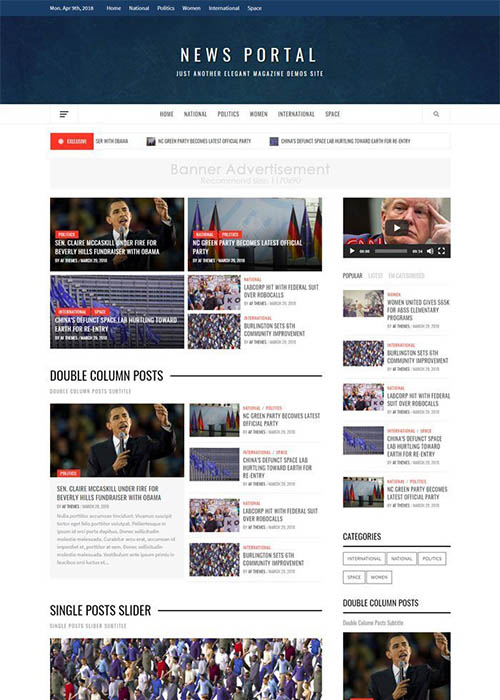 Mon. Apr 9th, 2018 Home National Politics Women International Space
NEWS PORTAL
JUST ANOTHER ELEGANT MAGAZINE DEMOS SITE
HOME NATIONAL POLITICS WOMEN INTERNATIONAL SPACE
EXCLUSIVE SER WITH OBAMA NC GREEN PARTY BECOMES LATEST OFFICIAL PARTY CHINA'S DEFUNCT SPACE LAB HURTLING TOWARD EARTH FOR RE-ENTRY
Banner Advertisement
Recommend Size 1170x90
POLITICS
SEN. CLAIRE MCCASKILL UNDER FIRE FOR
BEVERLY HILLS FUNDRAISER WITH OBAMA
BY AF THEMES / MARCH 29, 2018
NATIONAL POLITICS
NC GREEN PARTY BECOMES LATEST OFFICIAL
PARTY
BY AF THEMES / MARCH 29, 2018
INTERNATIONAL SPACE
CHINA'S DEFUNCT SPACE LAB HURTLING TOWARD
EARTH FOR RE-ENTRY
BY AF THEMES / MARCH 29, 2018
NATIONAL
LABCORP HIT WITH FEDERAL SUIT
OVER ROBOCALLS
BY AF THEMES / MARCH 29, 2018
INTERNATIONAL
BURLINGTON SETS 6TH
COMMUNITY IMPROVEMENT
BY AF THEMES / MARCH 29, 2018
00:00 00:34
POPULAR LATEST EM CATEGORISED
WOMEN
WOMEN UNITED GIVES $65K
FOR ABSS ELEMENTARY
PROGRAMS
BY AF THEMES / MARCH 29, 2018
INTERNATIONAL
BURLINGTON SETS 6TH
COMMUNITY IMPROVEMENT
BY AF THEMES / MARCH 29, 2018
NATIONAL
LABCORP HIT WITH FEDERAL
SUIT OVER ROBOCALLS
BY AF THEMES / MARCH 29, 2018
INTERNATIONAL / SPACE
CHINA'S DEFUNCT SPACE
LAB HURTLING TOWARD
EARTH FOR RE-ENTRY
BY AF THEMES / MARCH 29, 2018
NATIONAL / POLITICS
NC GREEN PARTY BECOMES
LATEST OFFICIAL PARTY
BY AF THEMES / MARCH 29, 2018
DOUBLE COLUMN POSTS
DOUBLE COLUMN POSTS SUBTITLE
POLITICS
SEN. CLAIRE MCCASKILL UNDER FIRE FOR
BEVERLY HILLS FUNDRAISER WITH OBAMA
BY AF THEMES / MARCH 29, 2018
Nulla porttitor accumsan tincidunt. Vivamus suscipit
tortor eget felis porttitor volutpat. Pellentesque in
ipsum id orci porta dapibus. Donec sollicitudin
molestie malesuada. Curabitur arcu erat, accumsan id
imperdiet et, porttitor at sem. Donec sollicitudin
molestie malesuada. Vestibulum ante ipsum primis in
faucibus orci luctus et...
NATIONAL / POLITICS
NC GREEN PARTY BECOMES LATEST
OFFICIAL PARTY
BY AF THEMES / MARCH 29, 2018
INTERNATIONAL / SPACE
CHINA'S DEFUNCT SPACE LAB
HURTLING TOWARD EARTH FOR
RE-ENTRY
BY AF THEMES / MARCH 29, 2018
NATIONAL
LABCORP HIT WITH FEDERAL SUIT
OVER ROBOCALLS
BY AF THEMES / MARCH 29, 2018
INTERNATIONAL
BURLINGTON SETS 6TH
COMMUNITY IMPROVEMENT
BY AF THEMES / MARCH 29, 2018
CATEGORIES
INTERNATIONAL NATIONAL POLITICS
SPACE WOMEN
DOUBLE COLUMN POSTS
Double Column Posts Subtitle
POLITICS
SINGLE POSTS SLIDER
SINGLE POSTS SLIDER SUBTITLE